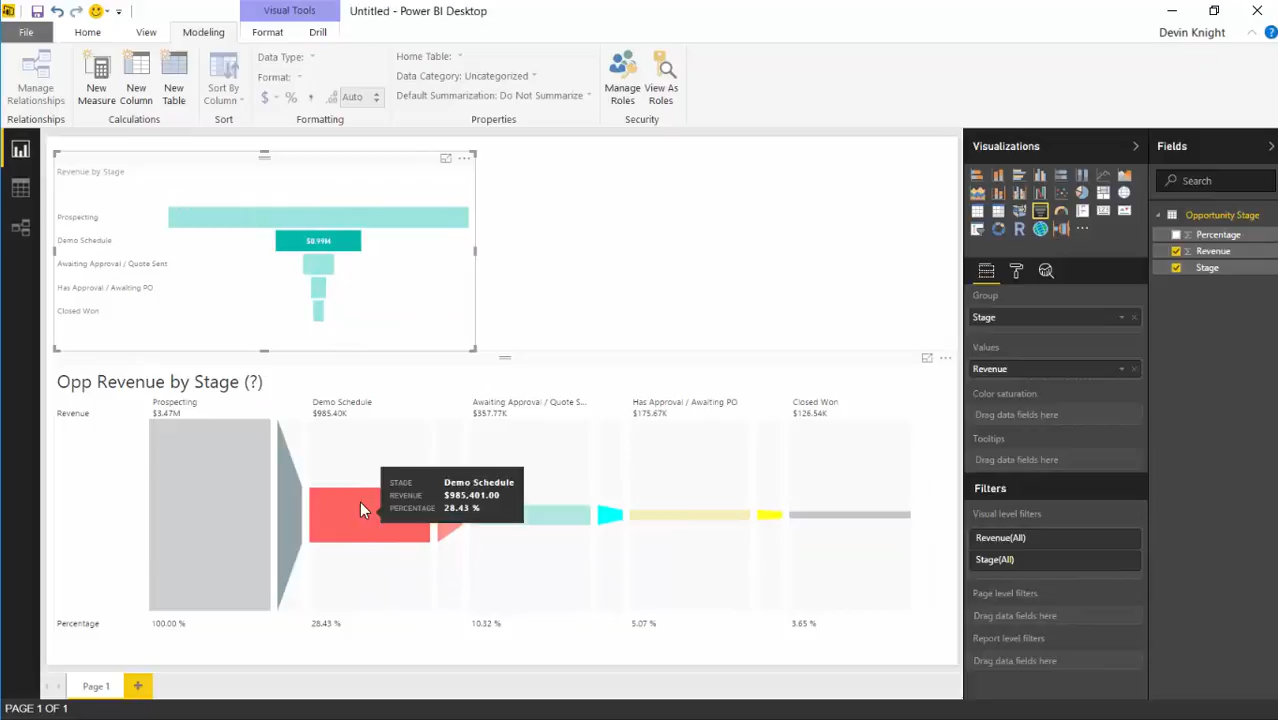 Visual Tools
Untitled - Power BI Desktop
File
Home
View
Modeling
Format
Drill
Devin Knight
Manage
Relationships
New
Measure
New
Column
New
Table
Sort By
Column
Data Type:
Format:
$ % , .00 Auto
Home Table:
Data Category: Uncategorized
Default Summarization: Do Not Summarize
Manage
Roles
View As
Roles
Relationships
Calculations
Sort
Formatting
Properties
Security
Revenue by Stage
Prospecting
Demo Schedule
$0.99M
Awaiting Approval / Quote Sent
Has Approval / Awaiting PO
Closed Won
Opp Revenue by Stage (?)
Prospecting
Demo Schedule
Awaiting Approval / Quote S...
Has Approval / Awaiting PO
Closed Won
Revenue
$3.47M
$985.40K
$357.77K
$175.67K
$126.54K
STAGE Demo Schedule
REVENUE $985,401.00
PERCENTAGE 28.43 %
Percentage
100.00 %
28.43 %
10.32 %
5.07 %
3.65 %
Visualizations
R
Group
Stage
Values
Revenue
Color saturation
Drag data fields here
Tooltips
Drag data fields here
Filters
Visual level filters
Revenue(All)
Stage(All)
Page level filters
Drag data fields here
Report level filters
Drag data fields here
Fields
Search
Opportunity Stage
Σ Percentage
Σ Revenue
Stage
Page 1
PAGE 1 OF 1